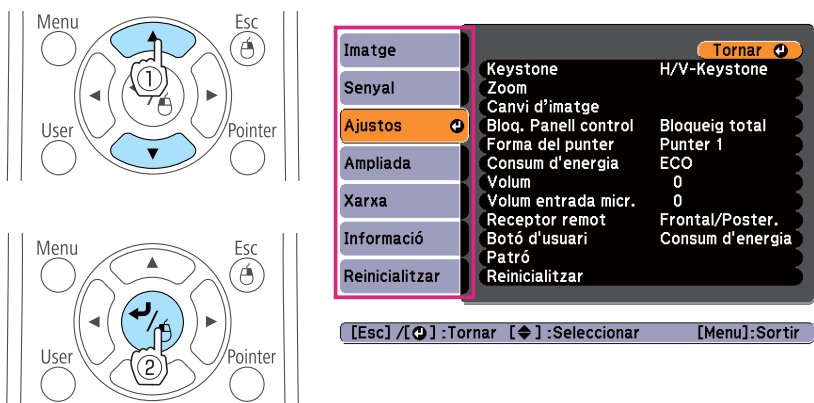 Menu Esc
①
User Pointer
Menu Esc
②
User Pointer
Imatge
Senyal
Ajustos
Ampliada
Xarxa
Informació
Reinicialitzar
Tornar
Keystone H/V-Keystone
Zoom
Canvi d'imatge
Bloq. Panell control Bloqueig total
Forma del punter Punter 1
Consum d'energia ECO
Volum 0
Volum entrada micr. 0
Receptor remot Frontal/Poster.
Botó d'usuari Consum d'energia
Patró
Reinicialitzar
[Esc] /[⏎] :Tornar [◆] :Seleccionar [Menu]:Sortir